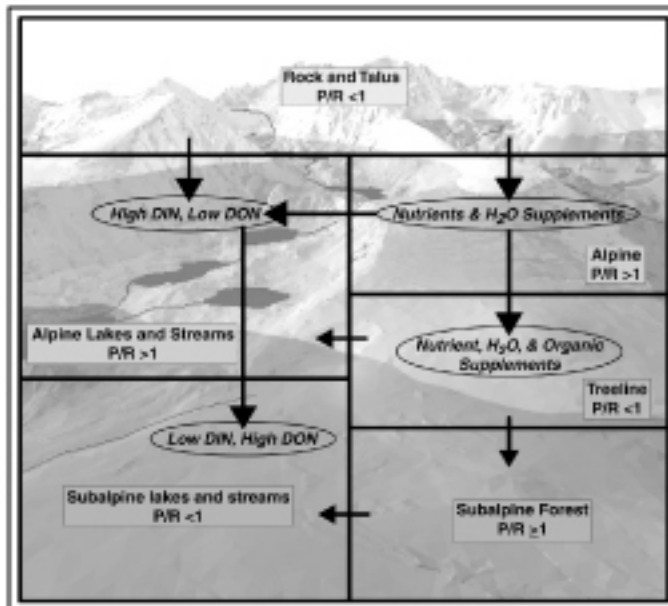 Rock and Talus
P/R <1
High DIN, Low DON
Nutrients & H₂O Supplements
Alpine
P/R >1
Alpine Lakes and Streams
P/R >1
Nutrient, H₂O, & Organic
Supplements
Treeline
P/R <1
Low DIN, High DON
Subalpine lakes and streams
P/R <1
Subalpine Forest
P/R ≥1